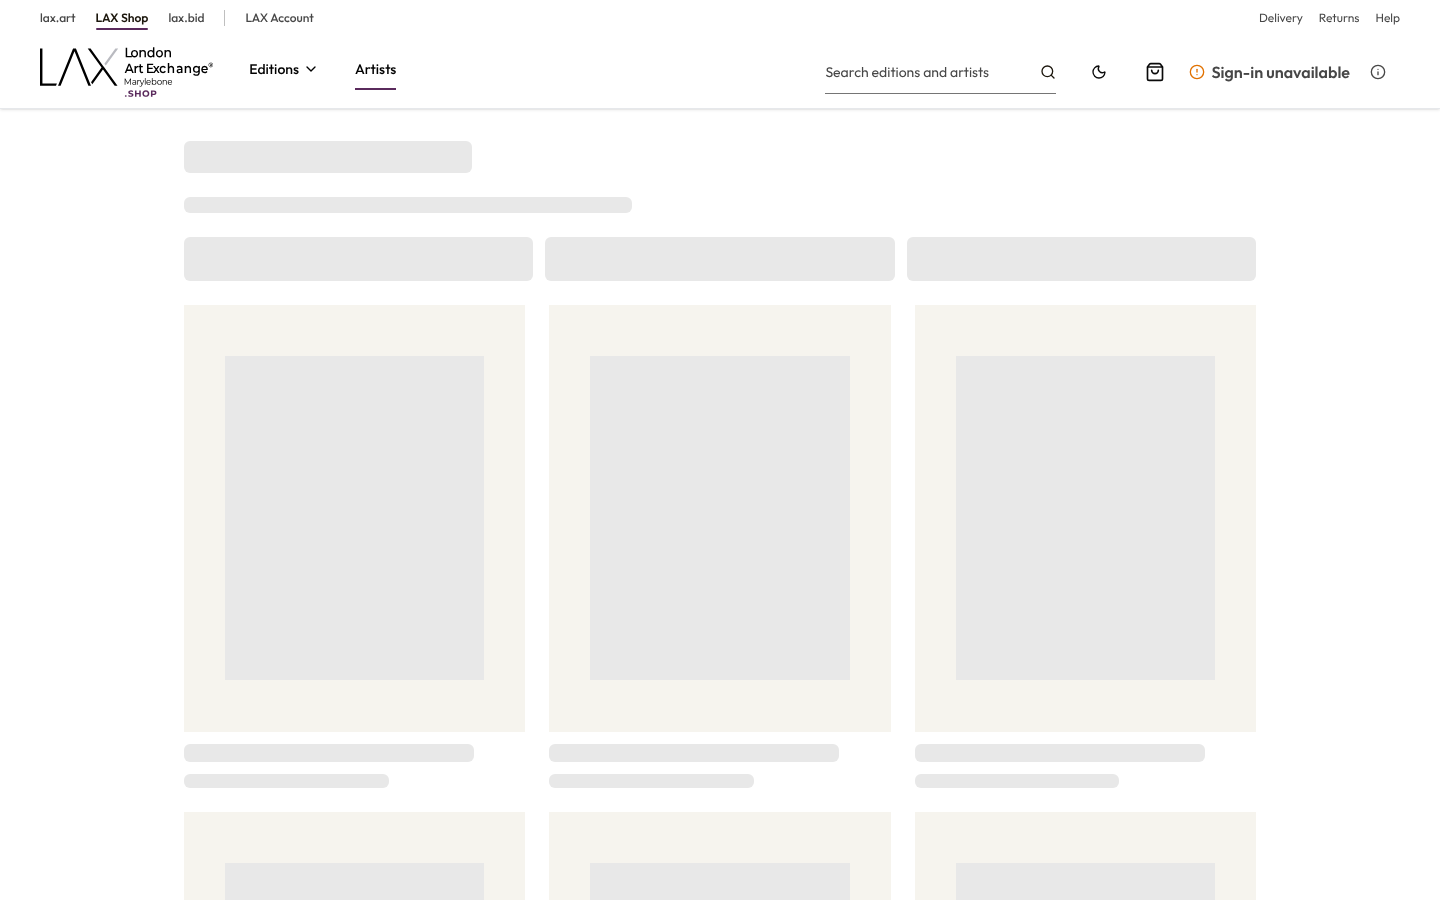 lax.art LAX Shop lax.bid LAX Account Delivery Returns Help
LAX London
Art Exchange®
Marylebone
.SHOP
Editions Artists Search editions and artists Sign-in unavailable